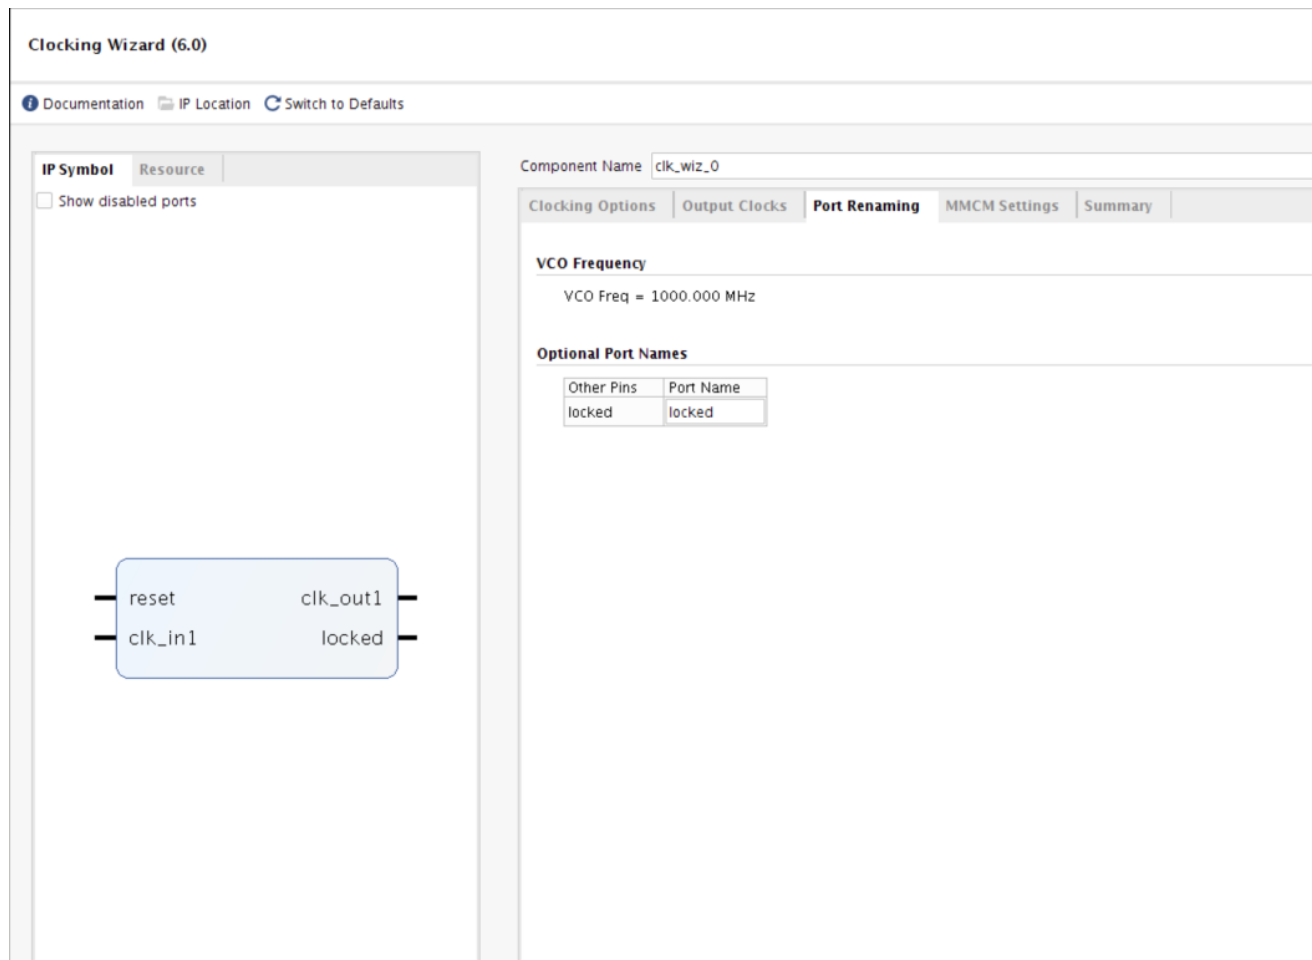 Clocking Wizard (6.0)
Documentation IP Location Switch to Defaults
IP Symbol Resource
Show disabled ports
reset clk_out1
clk_in1 locked
Component Name clk_wiz_0
Clocking Options Output Clocks Port Renaming MMCM Settings Summary
VCO Frequency
VCO Freq = 1000.000 MHz
Optional Port Names
Other Pins Port Name
locked locked